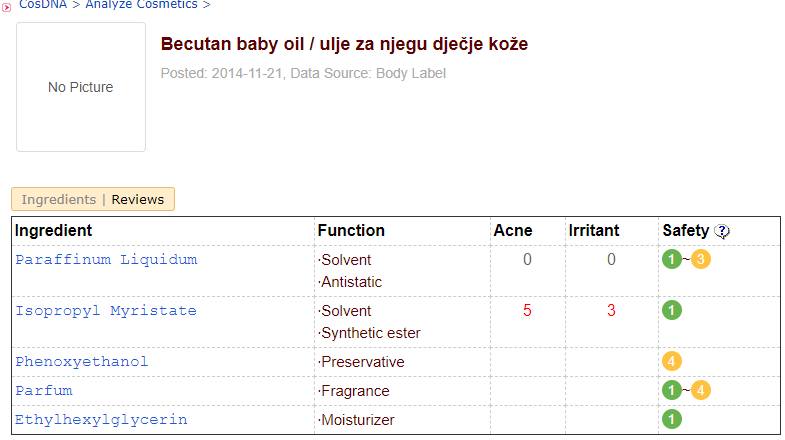 CosDNA > Analyze Cosmetics >
No Picture
Becutan baby oil / ulje za njegu dječje kože
Posted: 2014-11-21, Data Source: Body Label
Ingredients | Reviews
Ingredient Function Acne Irritant Safety ?
Paraffinum Liquidum ·Solvent 0 0 1~3
·Antistatic
Isopropyl Myristate ·Solvent 5 3 1
·Synthetic ester
Phenoxyethanol ·Preservative 4
Parfum ·Fragrance 1~4
Ethylhexylglycerin ·Moisturizer 1